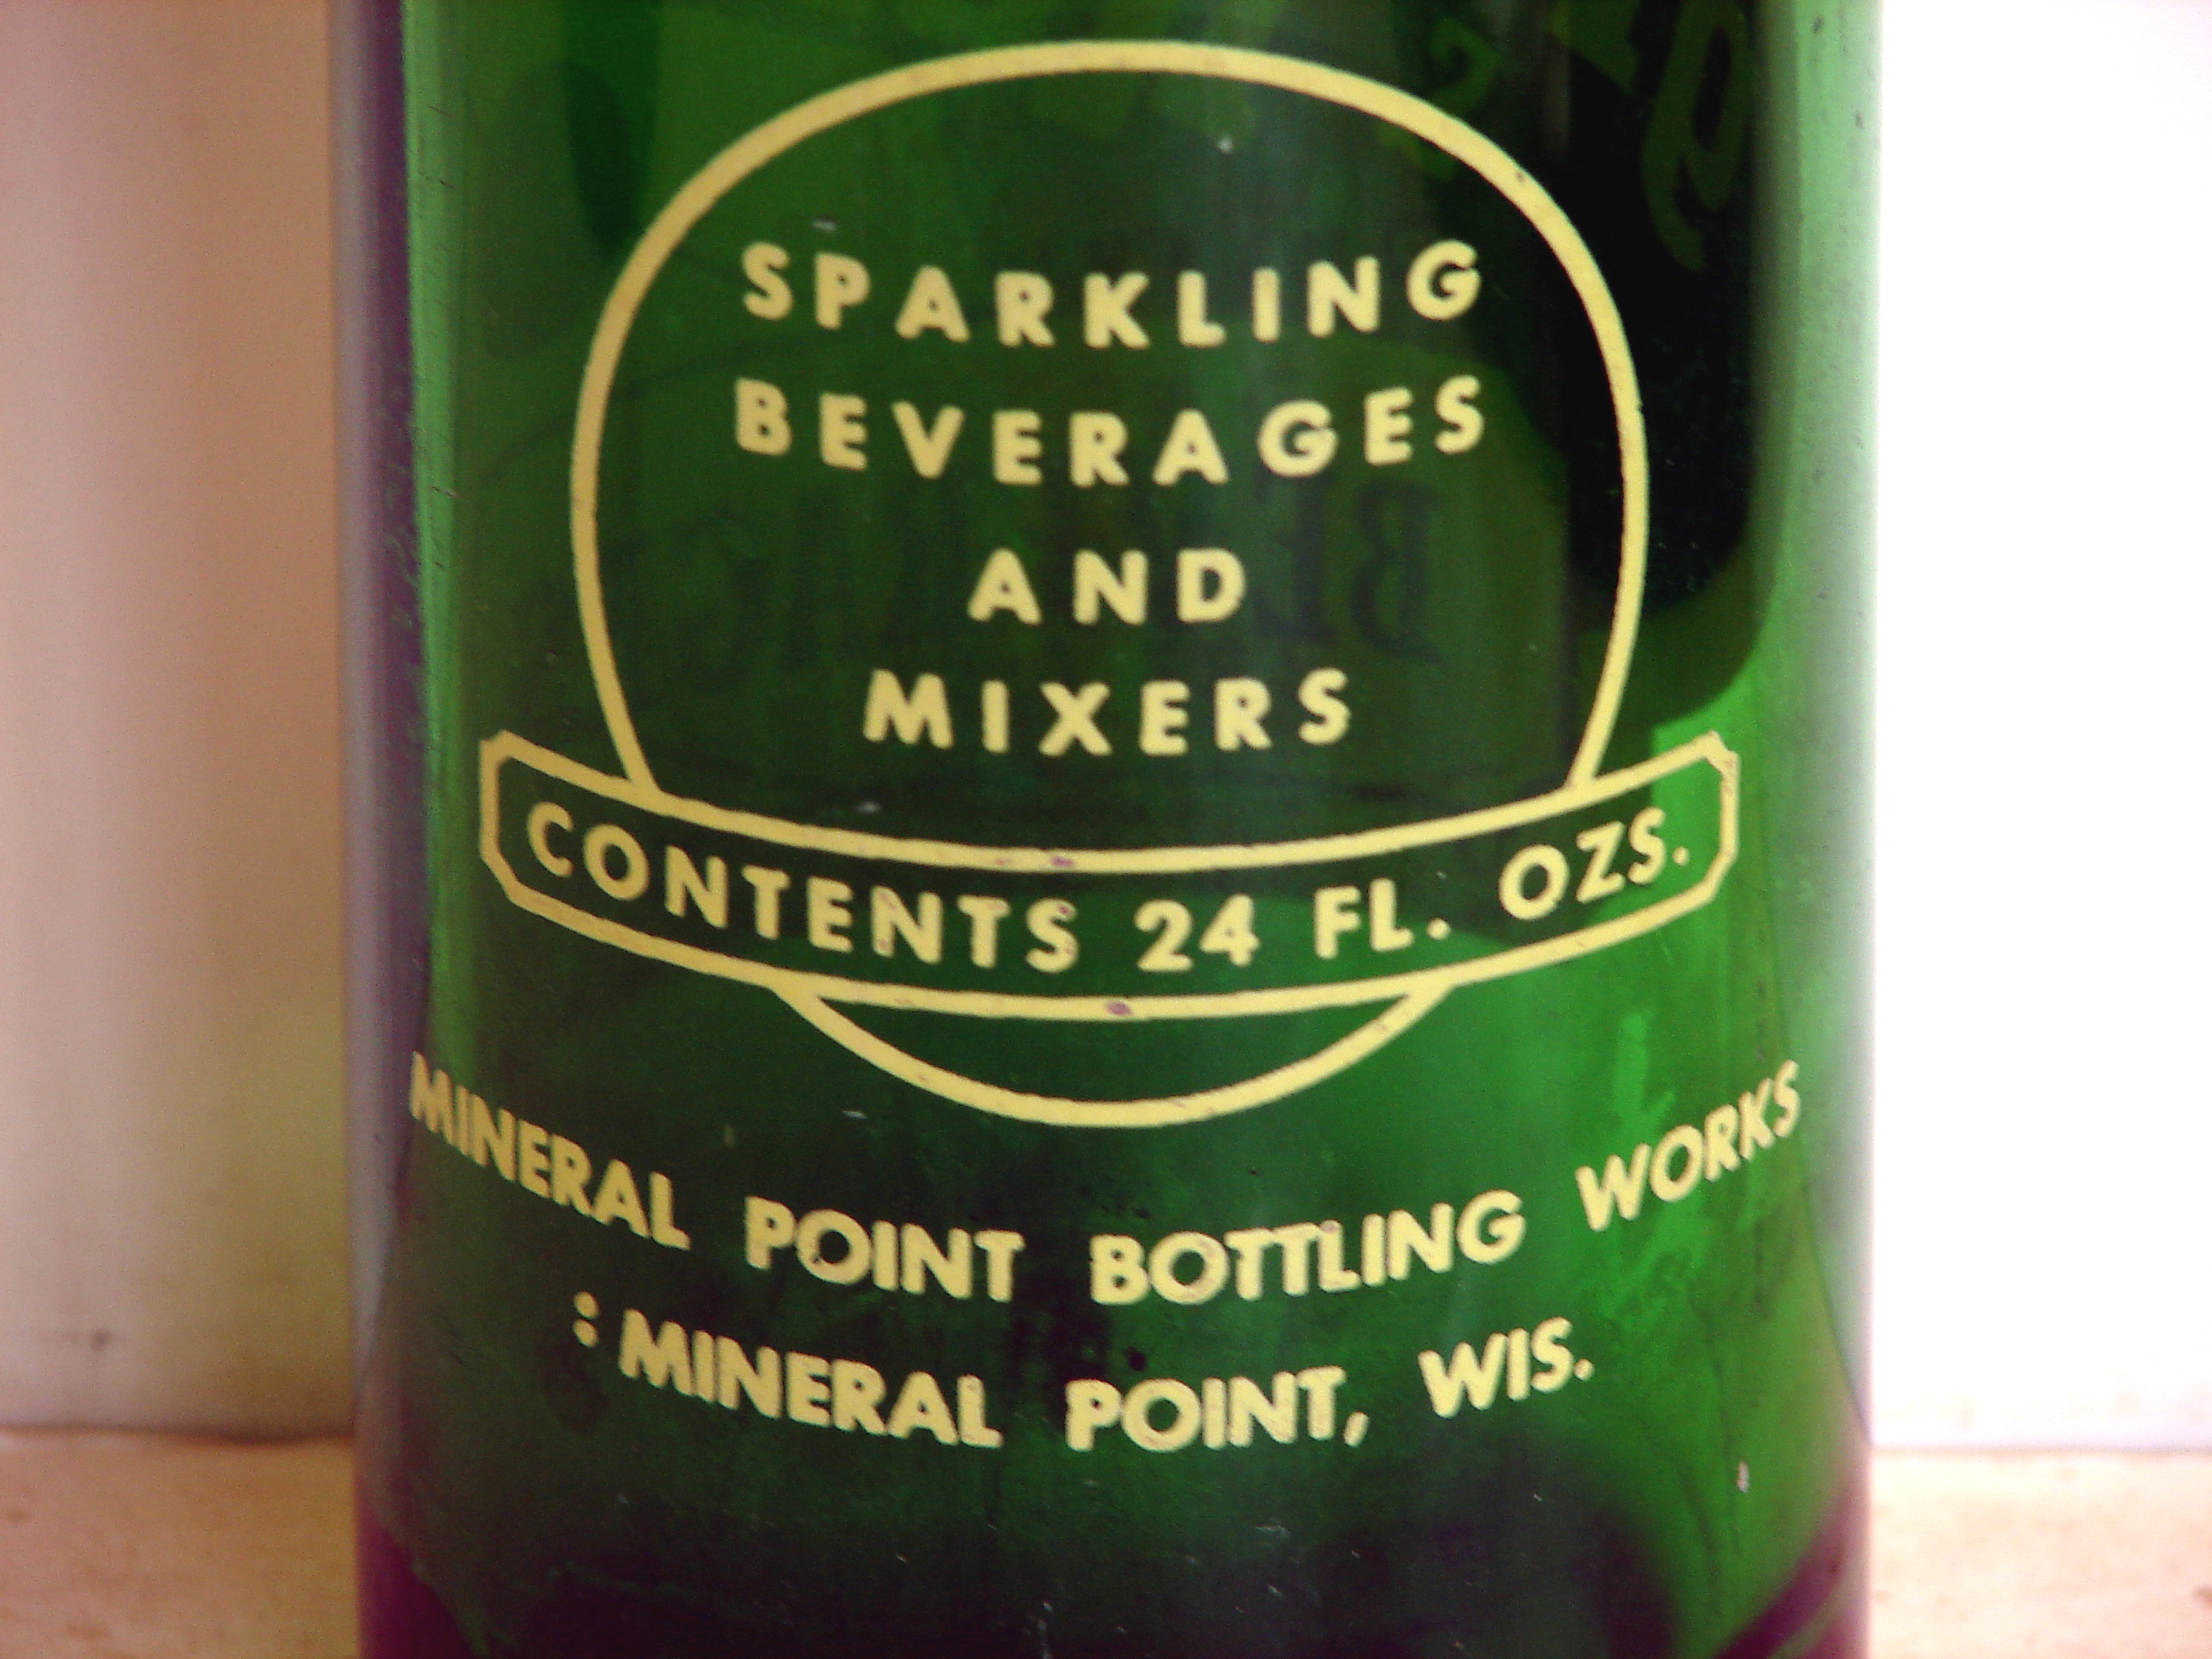 SPARKLING
BEVERAGES
AND
MIXERS
CONTENTS 24 FL. OZS.
MINERAL POINT BOTTLING WORKS
: MINERAL POINT, WIS.